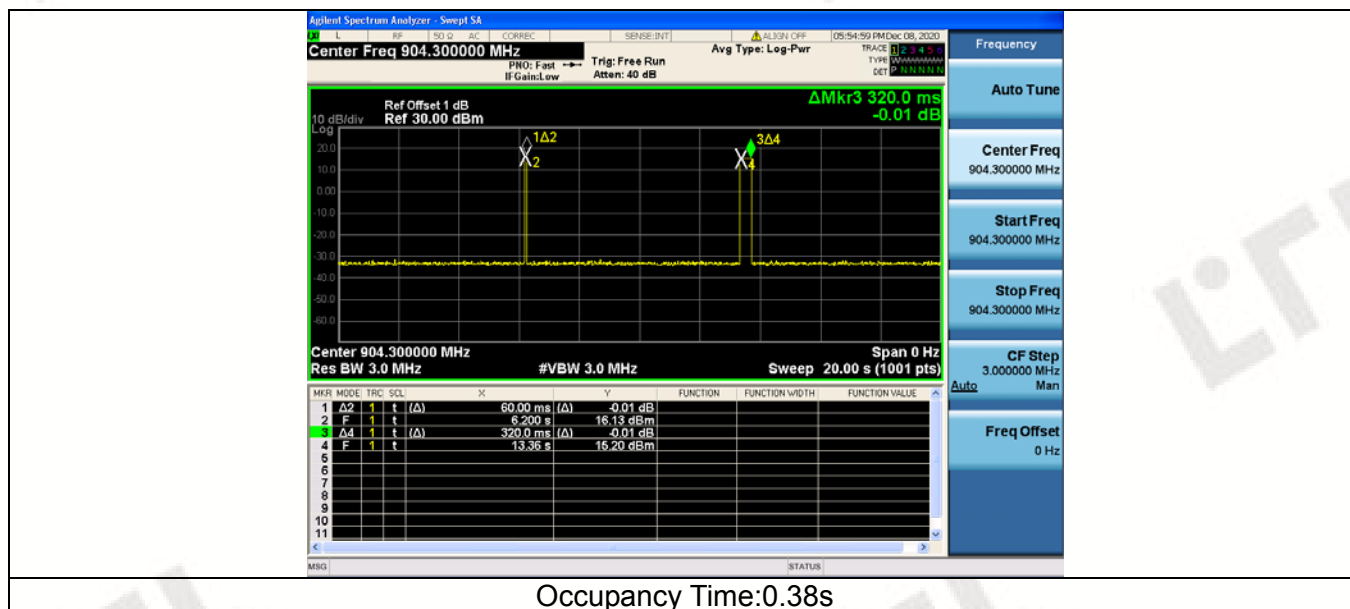 Agilent Spectrum Analyzer - Swept SA
L RF 50 Ω AC CORREC SENSE:INT ALIGN OFF 05:54:59 PM Dec 08, 2020
Center Freq 904.300000 MHz
PNO: Fast
IFGain:Low
Trig: Free Run
Atten: 40 dB
Avg Type: Log-Pwr
TRACE 1 2 3 4 5 6
TYPE
DET P N N N N N
ΔMkr3 320.0 ms
-0.01 dB
Ref Offset 1 dB
10 dB/div Ref 30.00 dBm
Log
20.0
10.0
0.00
-10.0
-20.0
-30.0
-40.0
-50.0
-60.0
1Δ2
2
3Δ4
4
Center 904.300000 MHz Span 0 Hz
Res BW 3.0 MHz #VBW 3.0 MHz Sweep 20.00 s (1001 pts)
MKR MODE TRC SCL X Y FUNCTION FUNCTION WIDTH FUNCTION VALUE
1 Δ2 1 t (Δ) 60.00 ms (Δ) -0.01 dB
2 F 1 t 6.200 s 16.13 dBm
3 Δ4 1 t (Δ) 320.0 ms (Δ) -0.01 dB
4 F 1 t 13.36 s 15.20 dBm
5
6
7
8
9
10
11
MSG STATUS
Frequency
Auto Tune
Center Freq
904.300000 MHz
Start Freq
904.300000 MHz
Stop Freq
904.300000 MHz
CF Step
3.000000 MHz
Auto Man
Freq Offset
0 Hz
Occupancy Time:0.38s